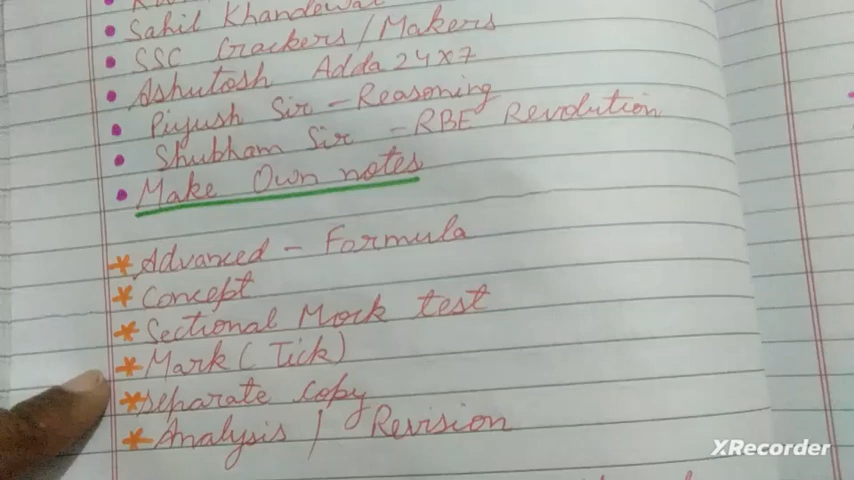 Sahil Khandelwal
SSC Crackers/Makers
Ashutosh Adda 24x7
Piyush Sir - Reasoning
Shubham Sir - RBE Revolution
Make Own notes
Advanced - Formula
Concept
Sectional Mock test
Mark (Tick)
separate copy
Analysis / Revision
XRecorder